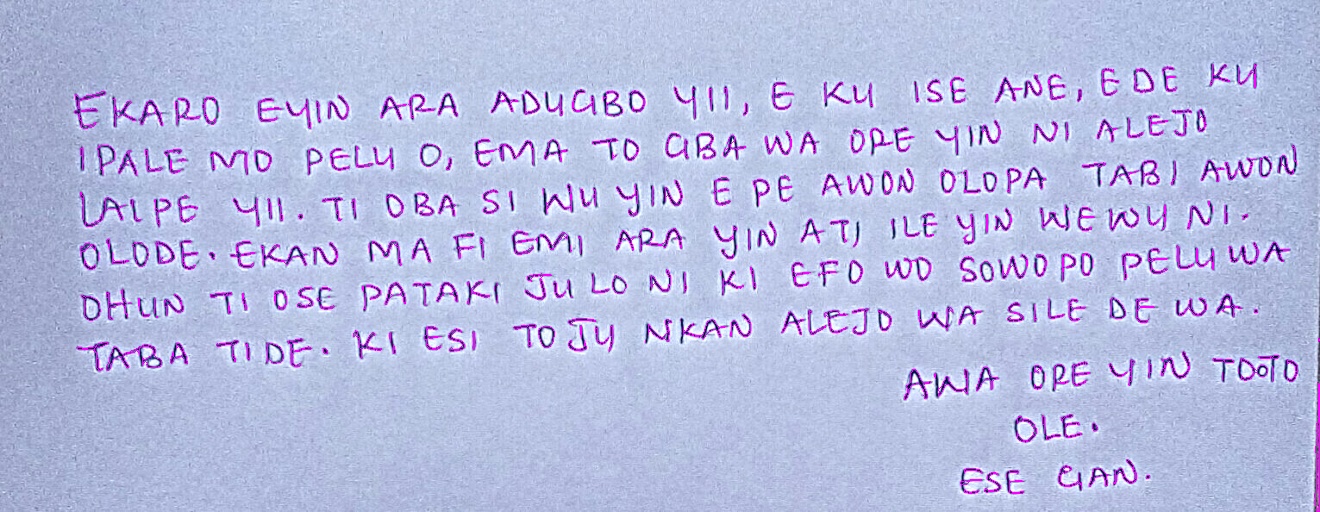 EKARO EYIN ARA ADUGBO YII, E KU ISE ANE, E DE KU
IPALE MO PELU O, EMA TO GBA WA ORE YIN NI ALEJO
LAIPE YII. TI OBA SI WU YIN E PE AWON OLOPA TABI AWON
OLODE. EKAN MA FI EMI ARA YIN ATI ILE YIN WEWU NI.
OHUN TI OSE PATAKI JU LO NI KI EFO WO SOWO PO PELU WA
TABA TI DE. KI ESI TO JU NKAN ALEJO WA SILE DE WA.
AWA ORE YIN TOOTO
OLE.
ESE GAN.